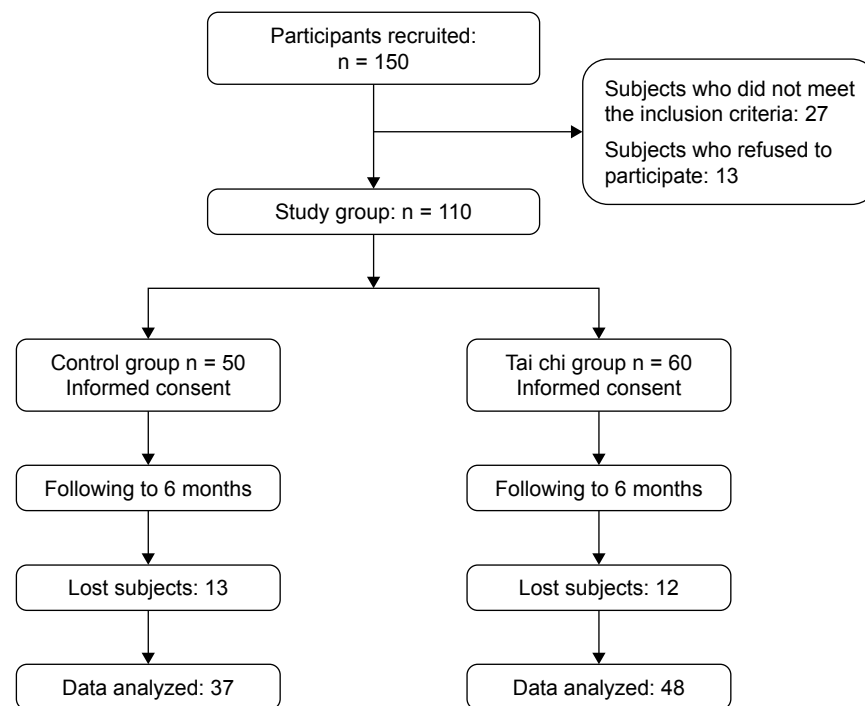 Participants recruited:
n = 150
Subjects who did not meet
the inclusion criteria: 27
Subjects who refused to
participate: 13
Study group: n = 110
Control group n = 50
Informed consent
Tai chi group n = 60
Informed consent
Following to 6 months
Following to 6 months
Lost subjects: 13
Lost subjects: 12
Data analyzed: 37
Data analyzed: 48